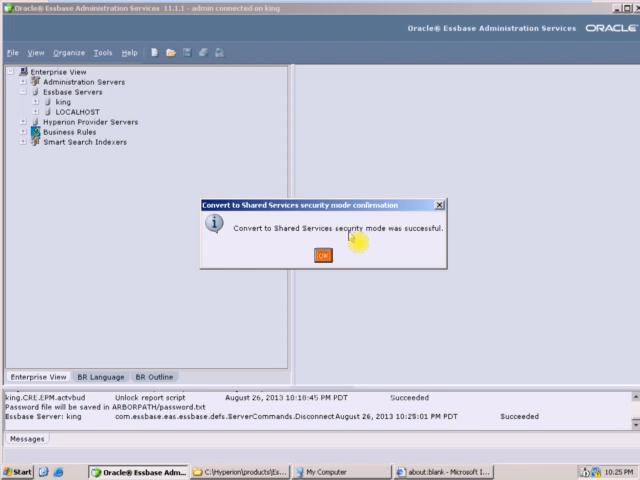 Oracle® Essbase Administration Services 11.1.1 - admin connected on king
Oracle® Essbase Administration Services ORACLE
File View Organize Tools Help
Enterprise View
Administration Servers
Essbase Servers
king
LOCALHOST
Hyperion Provider Servers
Business Rules
Smart Search Indexers
Convert to Shared Services security mode confirmation
Convert to Shared Services security mode was successful.
OK
Enterprise View BR Language BR Outline
king.CRE.EPM.actvbud Unlock report script August 26, 2013 10:18:45 PM PDT Succeeded
Password file will be saved in ARBORPATH/password.txt
Essbase Server: king com.essbase.eas.essbase.defs.ServerCommands.Disconnect August 26, 2013 10:25:01 PM PDT Succeeded
Messages
Start Oracle® Essbase Adm... C:\Hyperion\products\Es... My Computer about:blank - Microsoft I... 10:25 PM